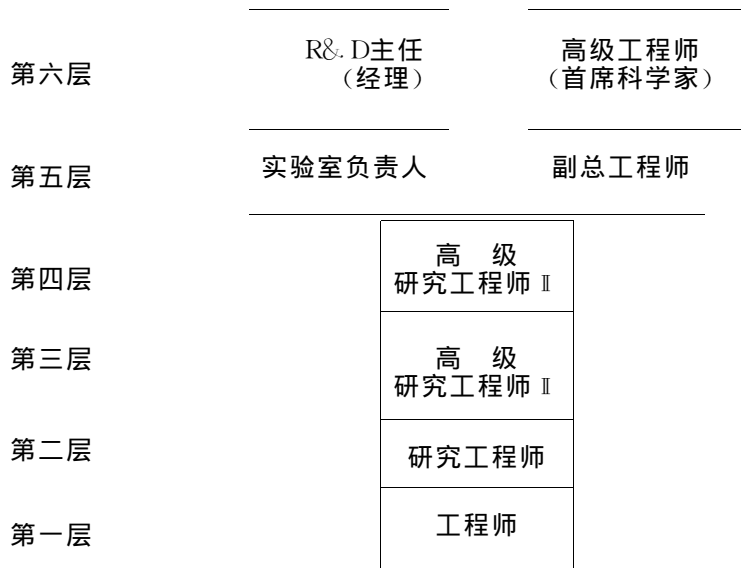 R&D主任 高级工程师
第六层 （经理） （首席科学家）
第五层 实验室负责人 副总工程师
高 级
第四层 研究工程师 Ⅱ
第三层 高 级
研究工程师 Ⅱ
第二层 研究工程师
第一层 工程师